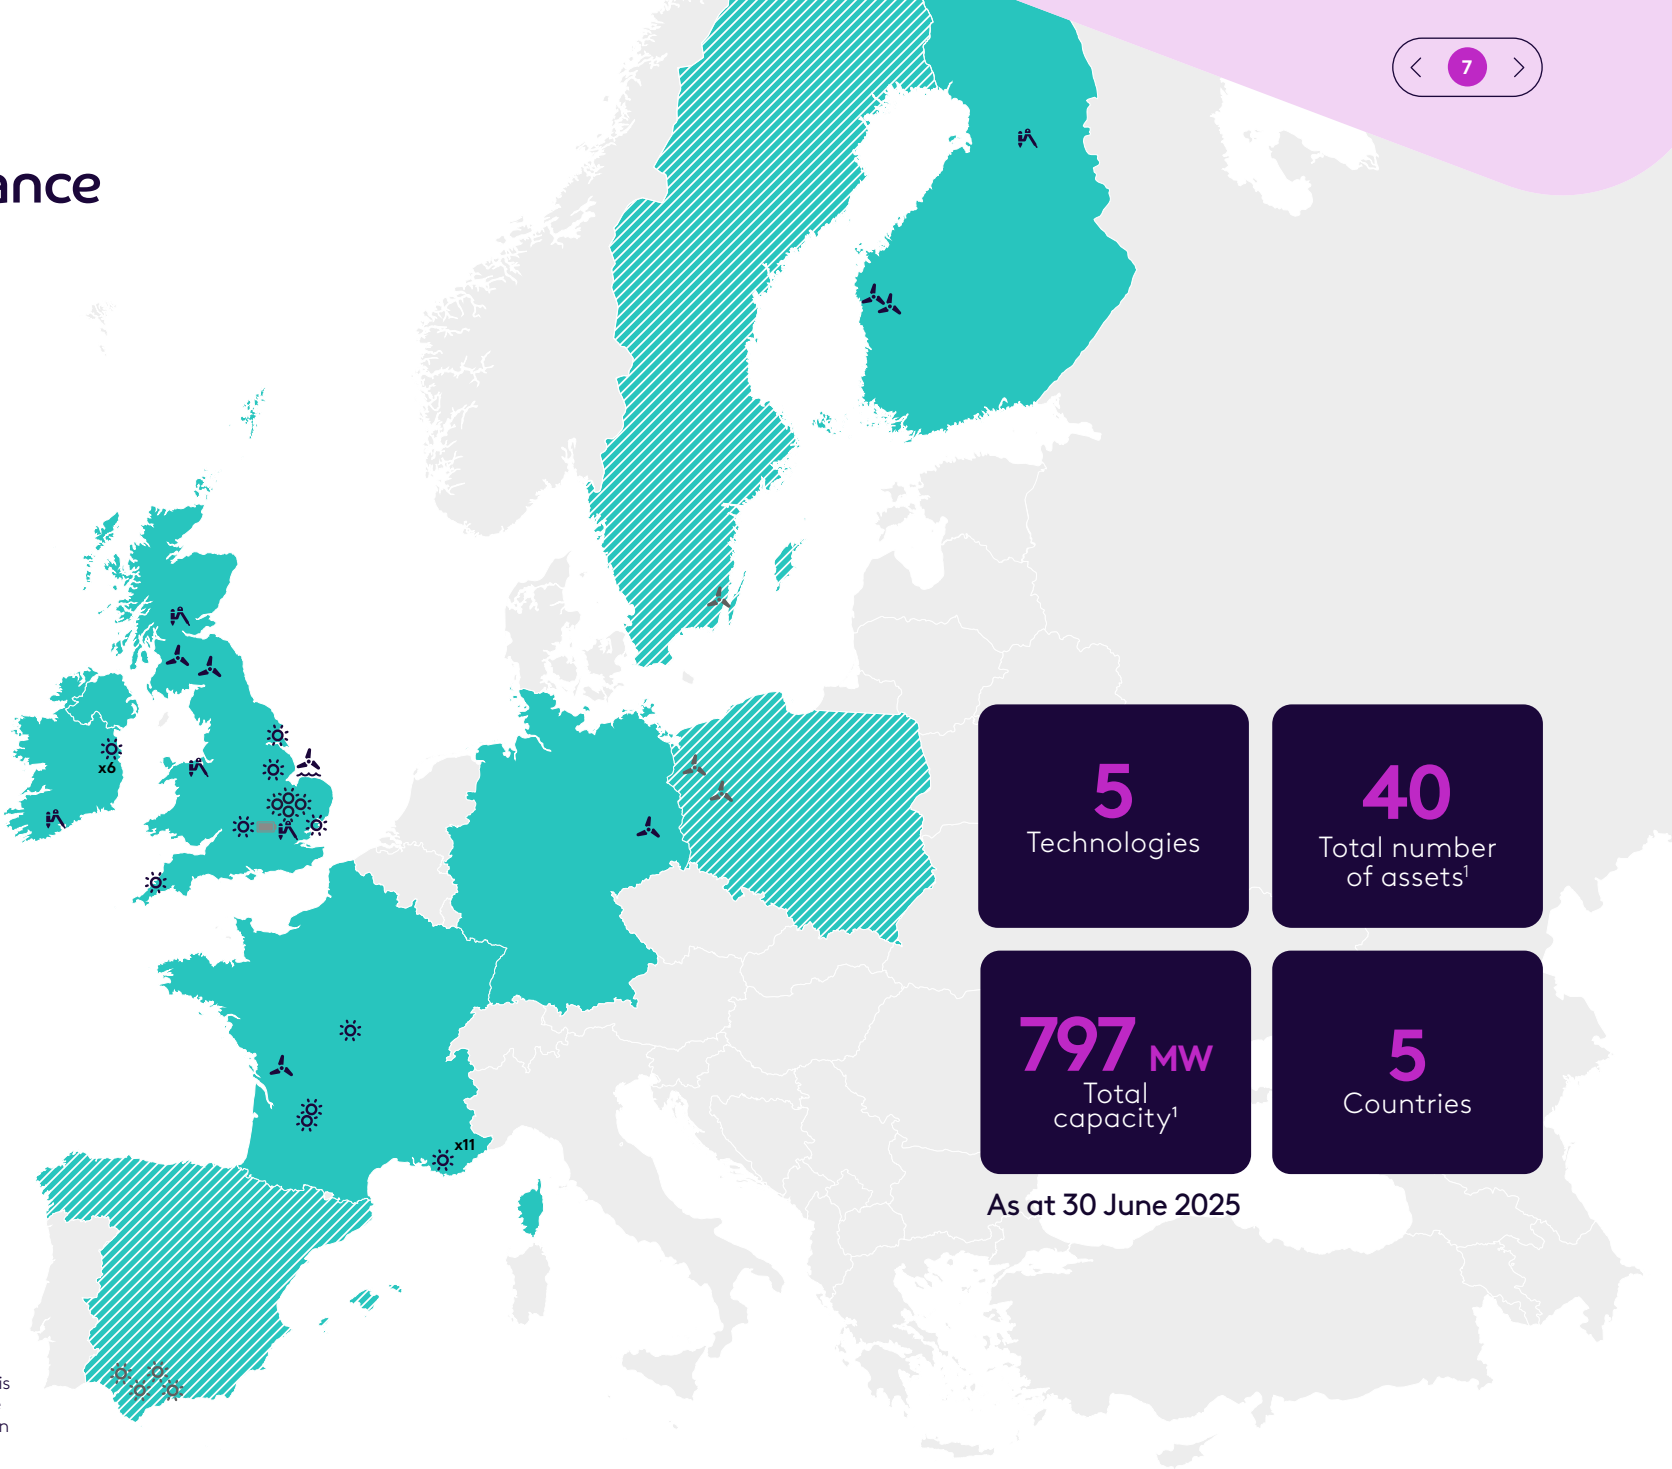 7
ance
x6
x11
5
Technologies
40
Total number
of assets¹
797 MW
Total
capacity¹
5
Countries
As at 30 June 2025
is
n